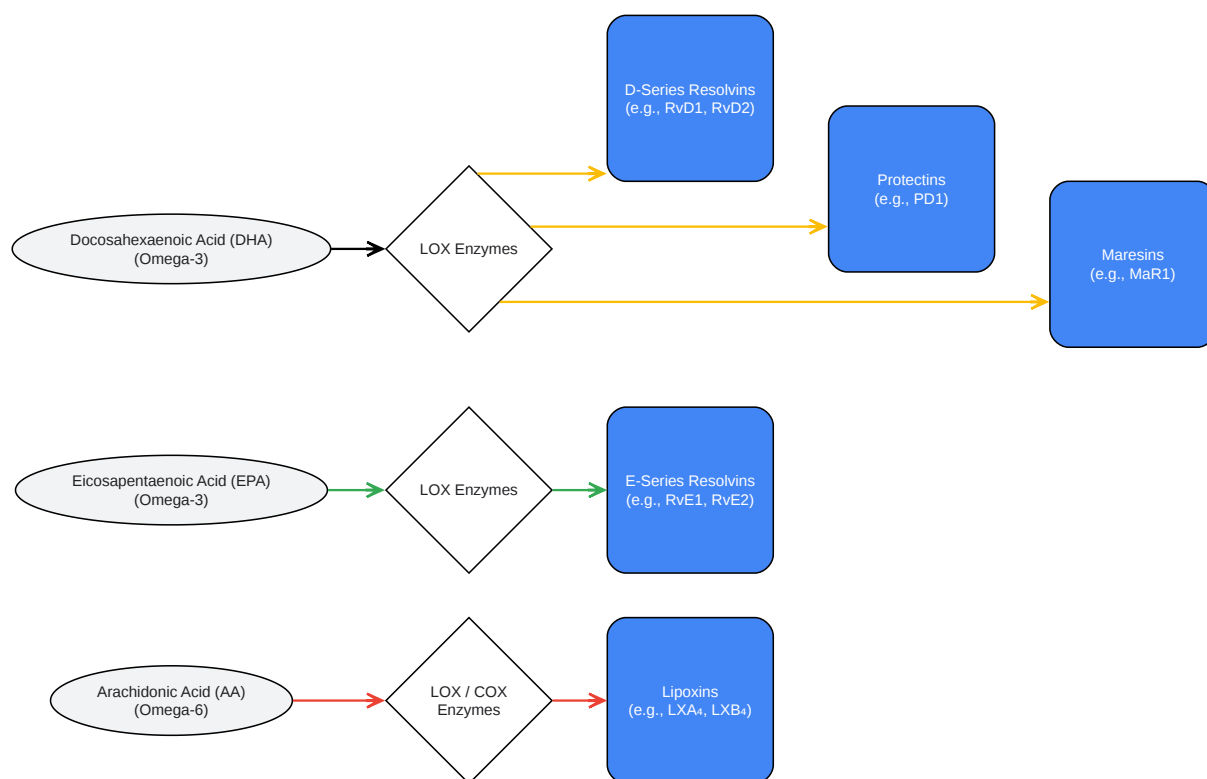 D-Series Resolvins
(e.g., RvD1, RvD2)
Protectins
(e.g., PD1)
Docosahexaenoic Acid (DHA)
(Omega-3)
LOX Enzymes
Maresins
(e.g., MaR1)
Eicosapentaenoic Acid (EPA)
(Omega-3)
LOX Enzymes
E-Series Resolvins
(e.g., RvE1, RvE2)
Arachidonic Acid (AA)
(Omega-6)
LOX / COX
Enzymes
Lipoxins
(e.g., LXA₄, LXB₄)